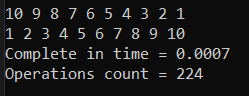 10 9 8 7 6 5 4 3 2 1
1 2 3 4 5 6 7 8 9 10
Complete in time = 0.0007
Operations count = 224